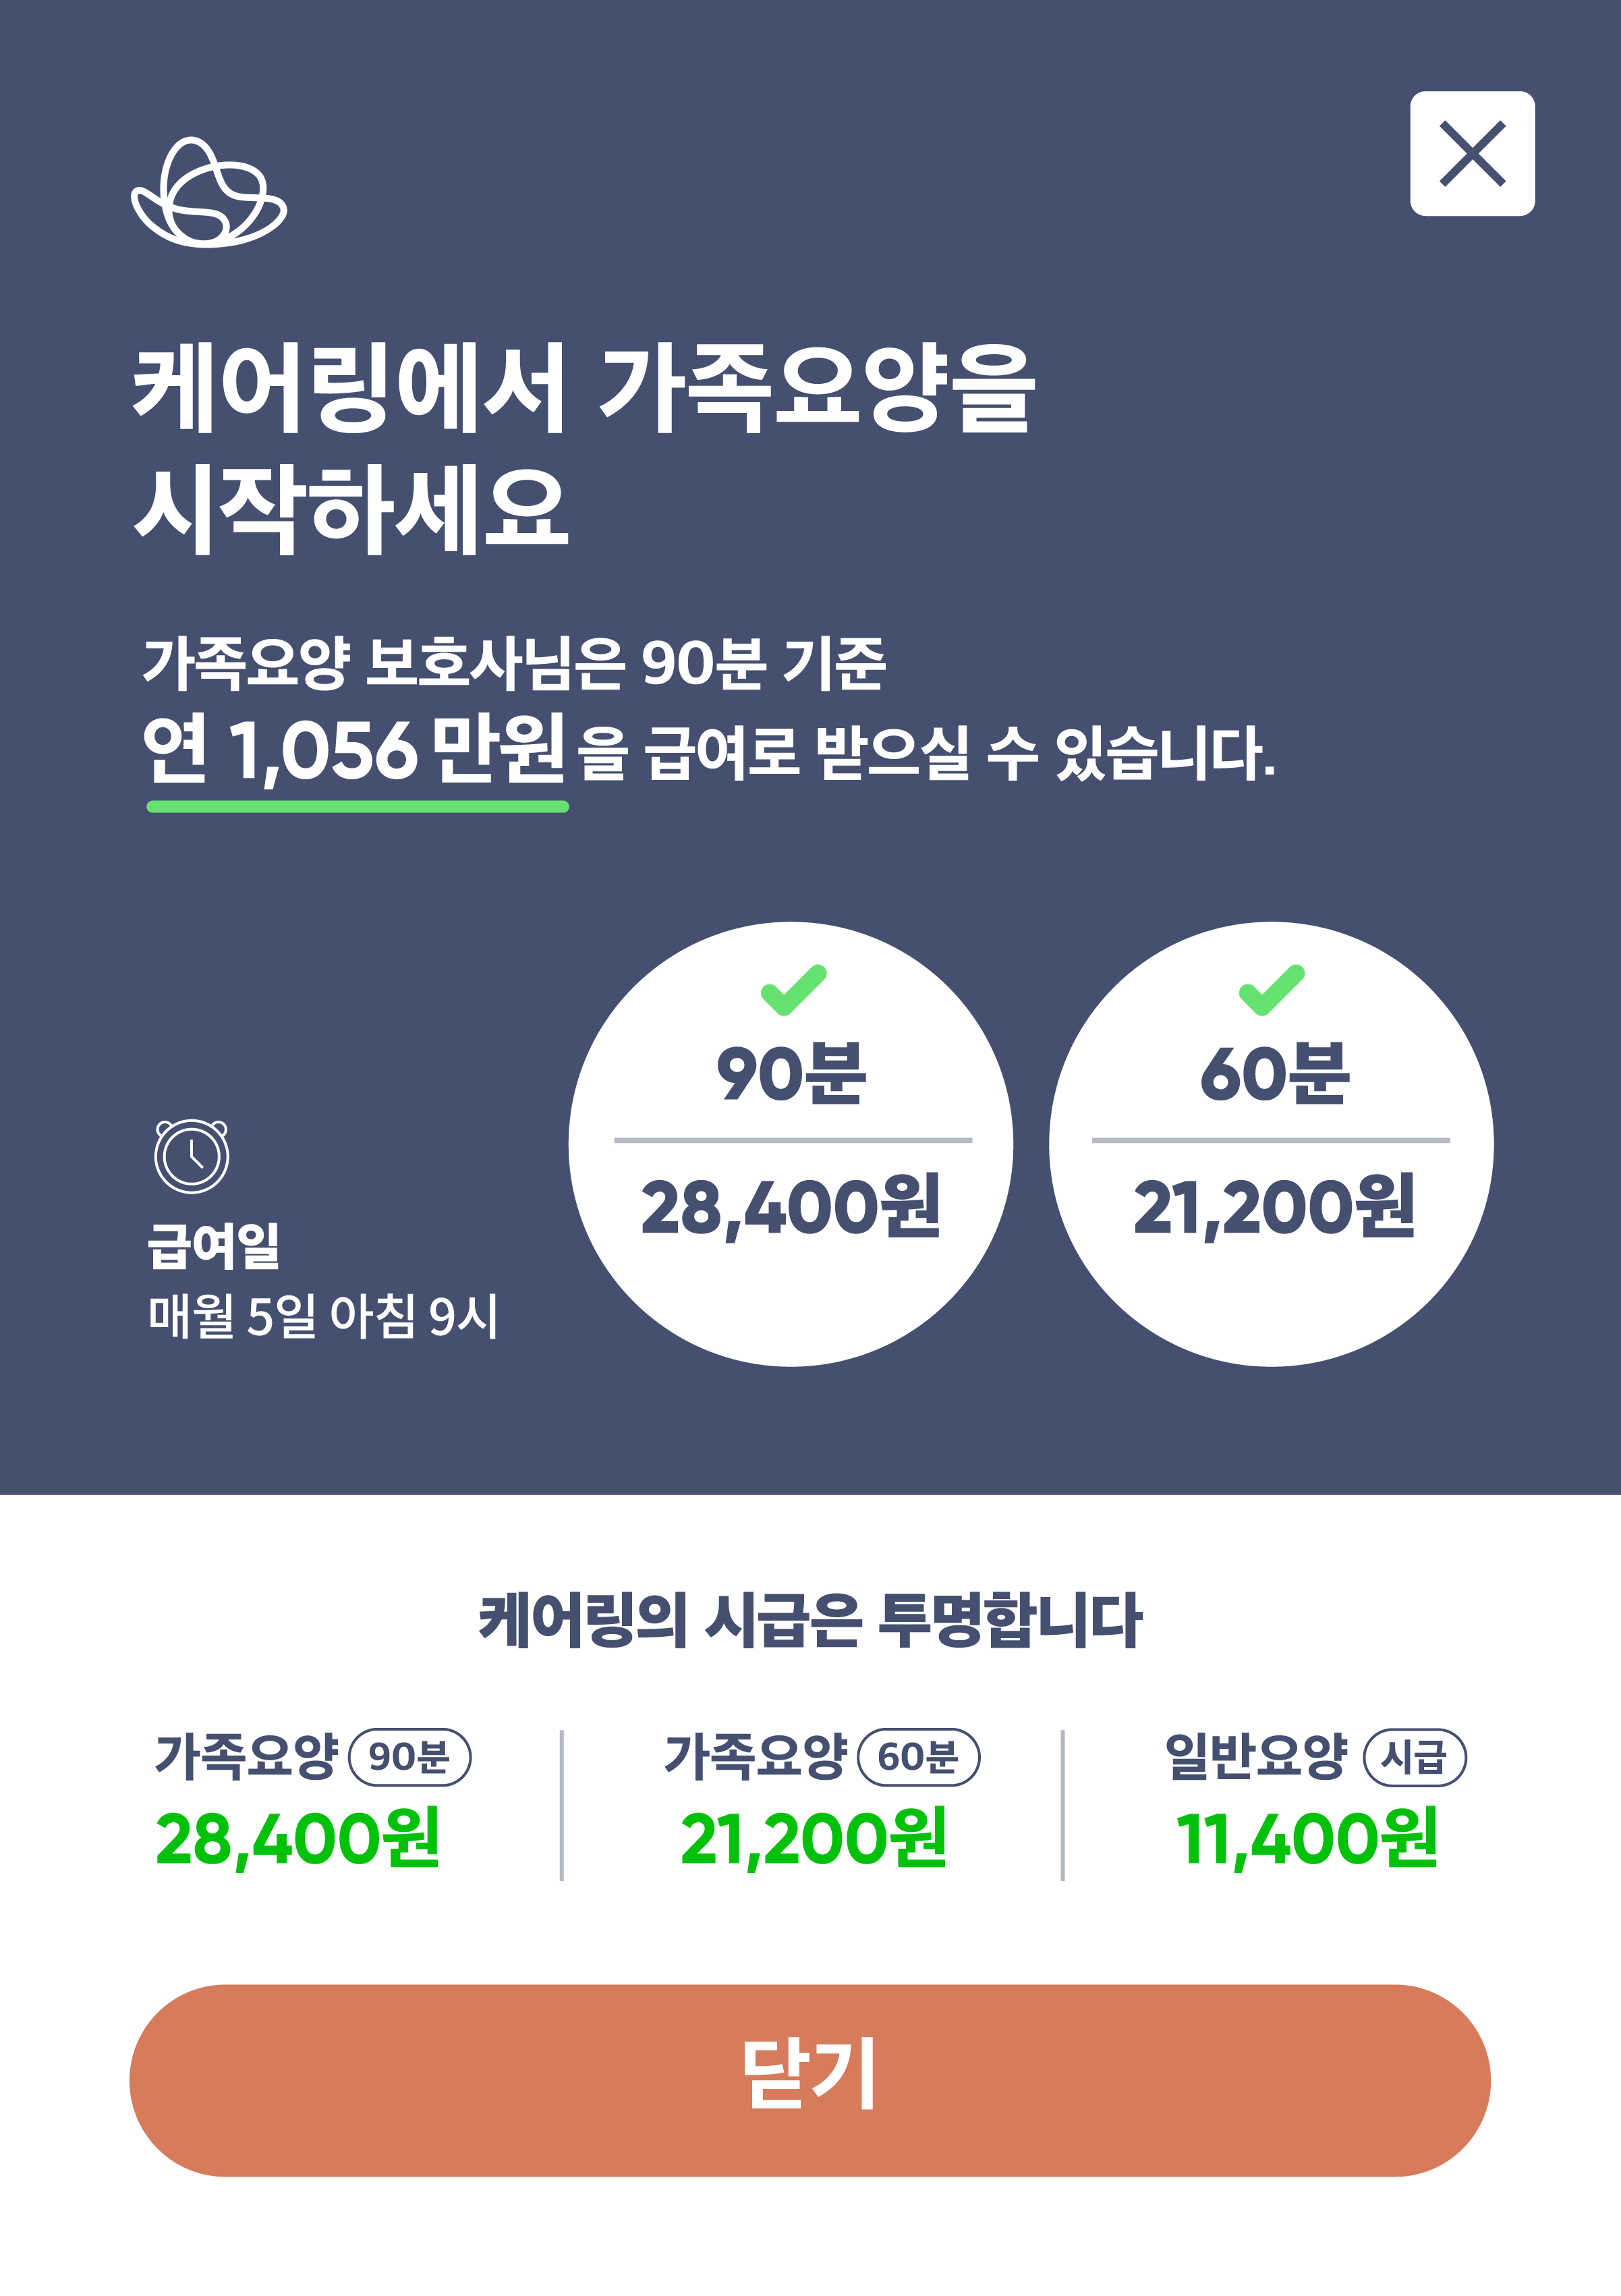 케어링에서 가족요양을
시작하세요
가족요양 보호사님은 90분 기준
연 1,056 만원을 급여로 받으실 수 있습니다.
90분
28,400원
60분
21,200원
급여일
매월 5일 아침 9시
케어링의 시급은 투명합니다
가족요양 90분
28,400원
가족요양 60분
21,200원
일반요양 시급
11,400원
닫기